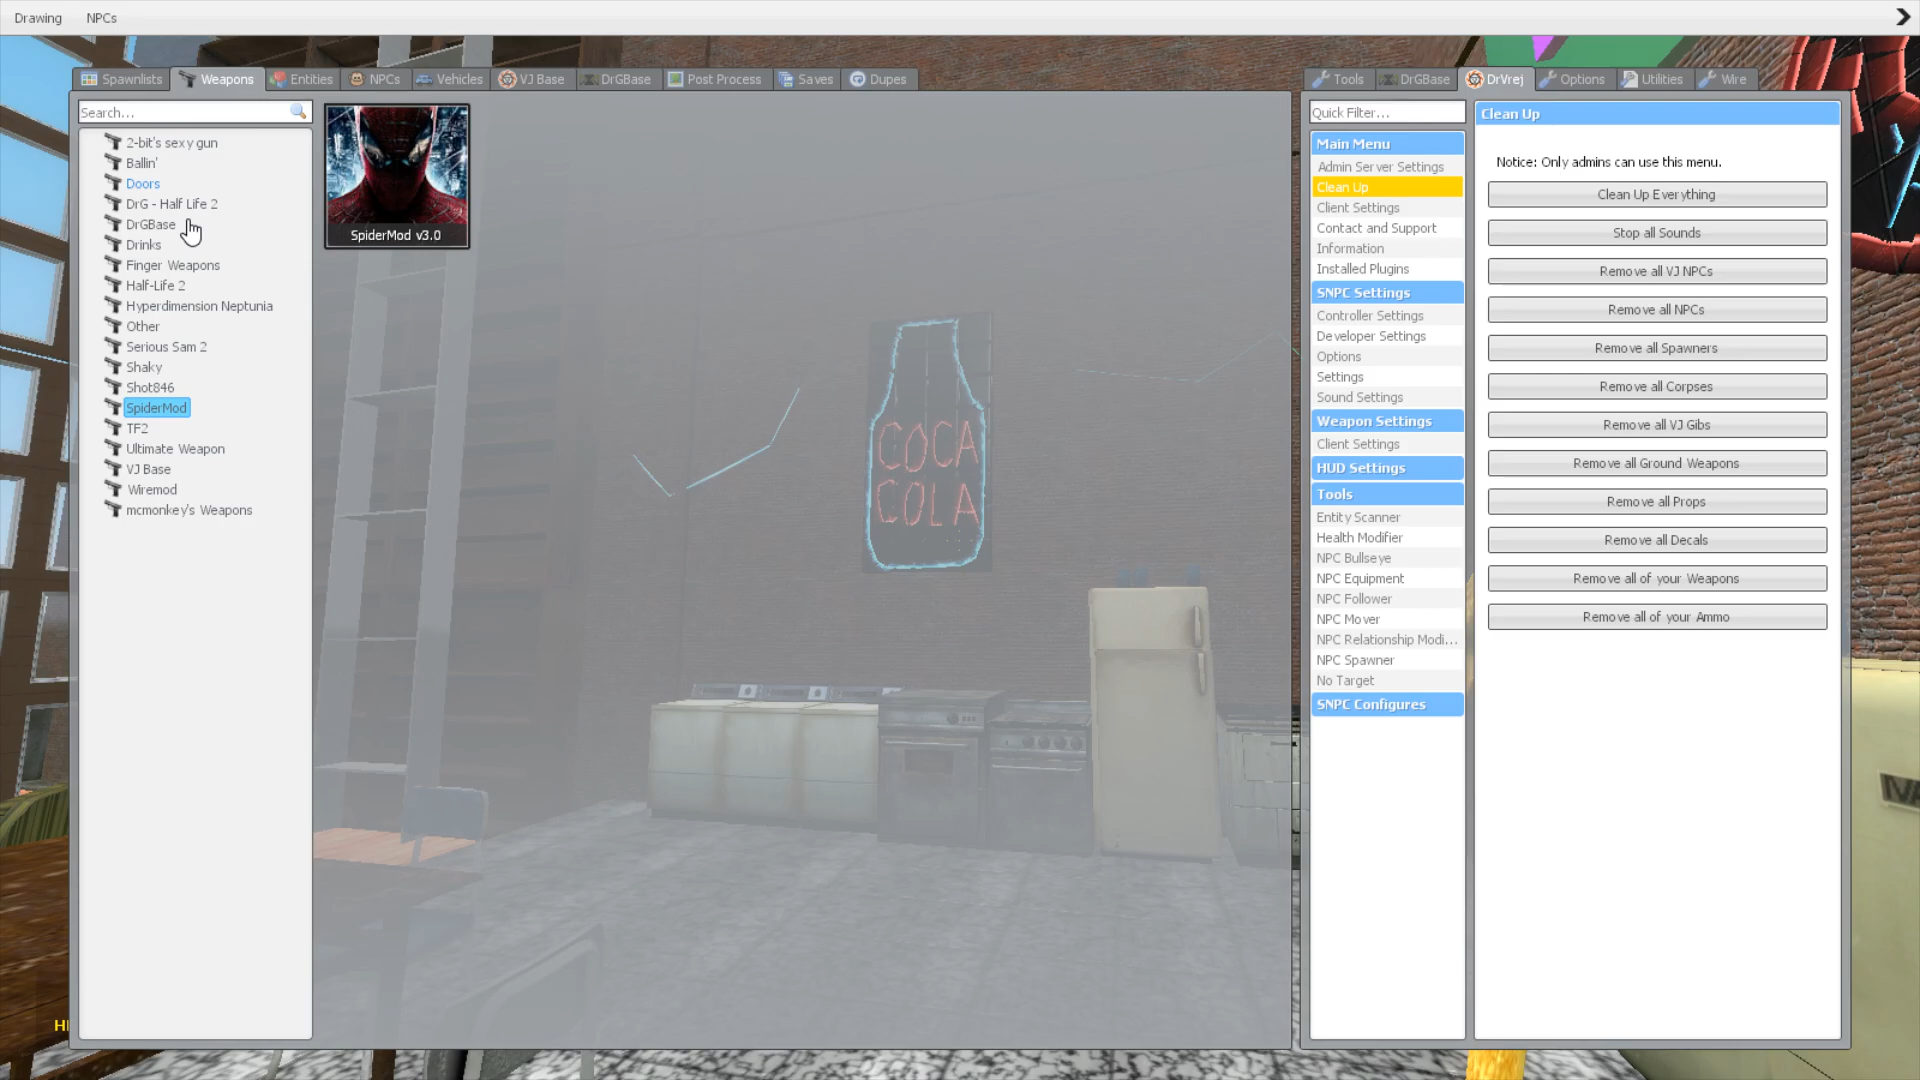 Drawing NPCs
Spawnlists Weapons Entities NPCs Vehicles VJ Base DrGBase Post Process Saves Dupes
Search...
2-bit's sexy gun
Ballin'
Doors
DrG - Half Life 2
DrGBase
Drinks
Finger Weapons
Half-Life 2
Hyperdimension Neptunia
Other
Serious Sam 2
Shaky
Shot846
SpiderMod
TF2
Ultimate Weapon
VJ Base
Wiremod
mcmonkey's Weapons
SpiderMod v3.0
COCA
COLA
Tools DrGBase DrVrej Options Utilities Wire
Quick Filter...
Main Menu
Admin Server Settings
Clean Up
Client Settings
Contact and Support
Information
Installed Plugins
SNPC Settings
Controller Settings
Developer Settings
Options
Settings
Sound Settings
Weapon Settings
Client Settings
HUD Settings
Tools
Entity Scanner
Health Modifier
NPC Bullseye
NPC Equipment
NPC Follower
NPC Mover
NPC Relationship Modi...
NPC Spawner
No Target
SNPC Configures
Clean Up
Notice: Only admins can use this menu.
Clean Up Everything
Stop all Sounds
Remove all VJ NPCs
Remove all NPCs
Remove all Spawners
Remove all Corpses
Remove all VJ Gibs
Remove all Ground Weapons
Remove all Props
Remove all Decals
Remove all of your Weapons
Remove all of your Ammo